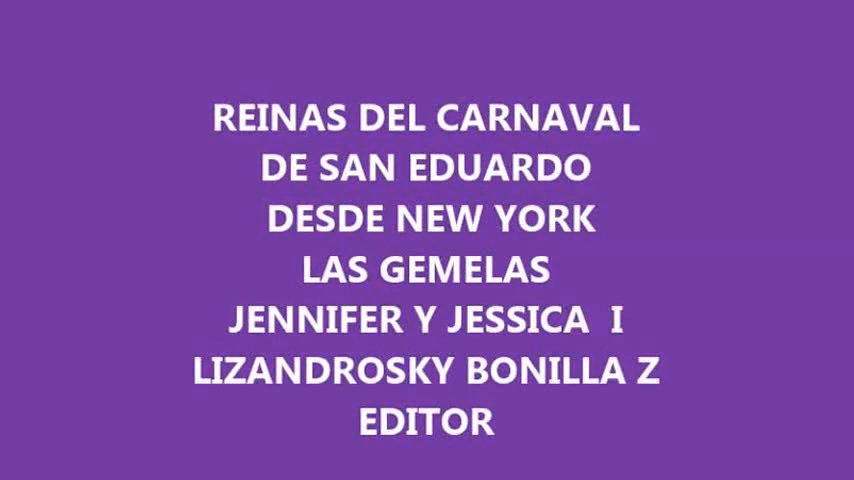 REINAS DEL CARNAVAL
DE SAN EDUARDO
DESDE NEW YORK
LAS GEMELAS
JENNIFER Y JESSICA I
LIZANDROSKY BONILLA Z
EDITOR